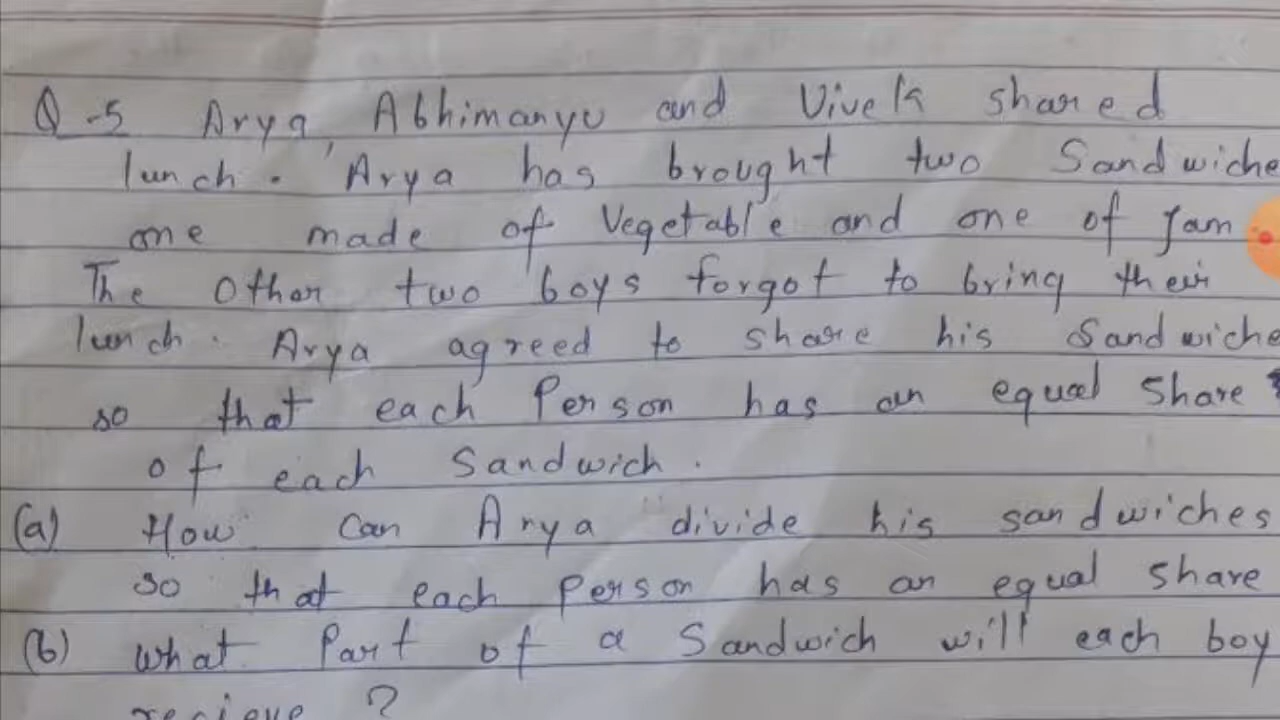 Q-5 Arya, Abhimanyu and Vivek shared
lunch. Arya has brought two Sandwiche
one made of Vegetable and one of Jam
The other two boys forgot to bring their
lunch. Arya agreed to share his Sandwiche
so that each Person has an equal Share
of each Sandwich.
(a) How can Arya divide his sandwiches
so that each Person has an equal share
(b) What Part of a Sandwich will each boy
recieve ?